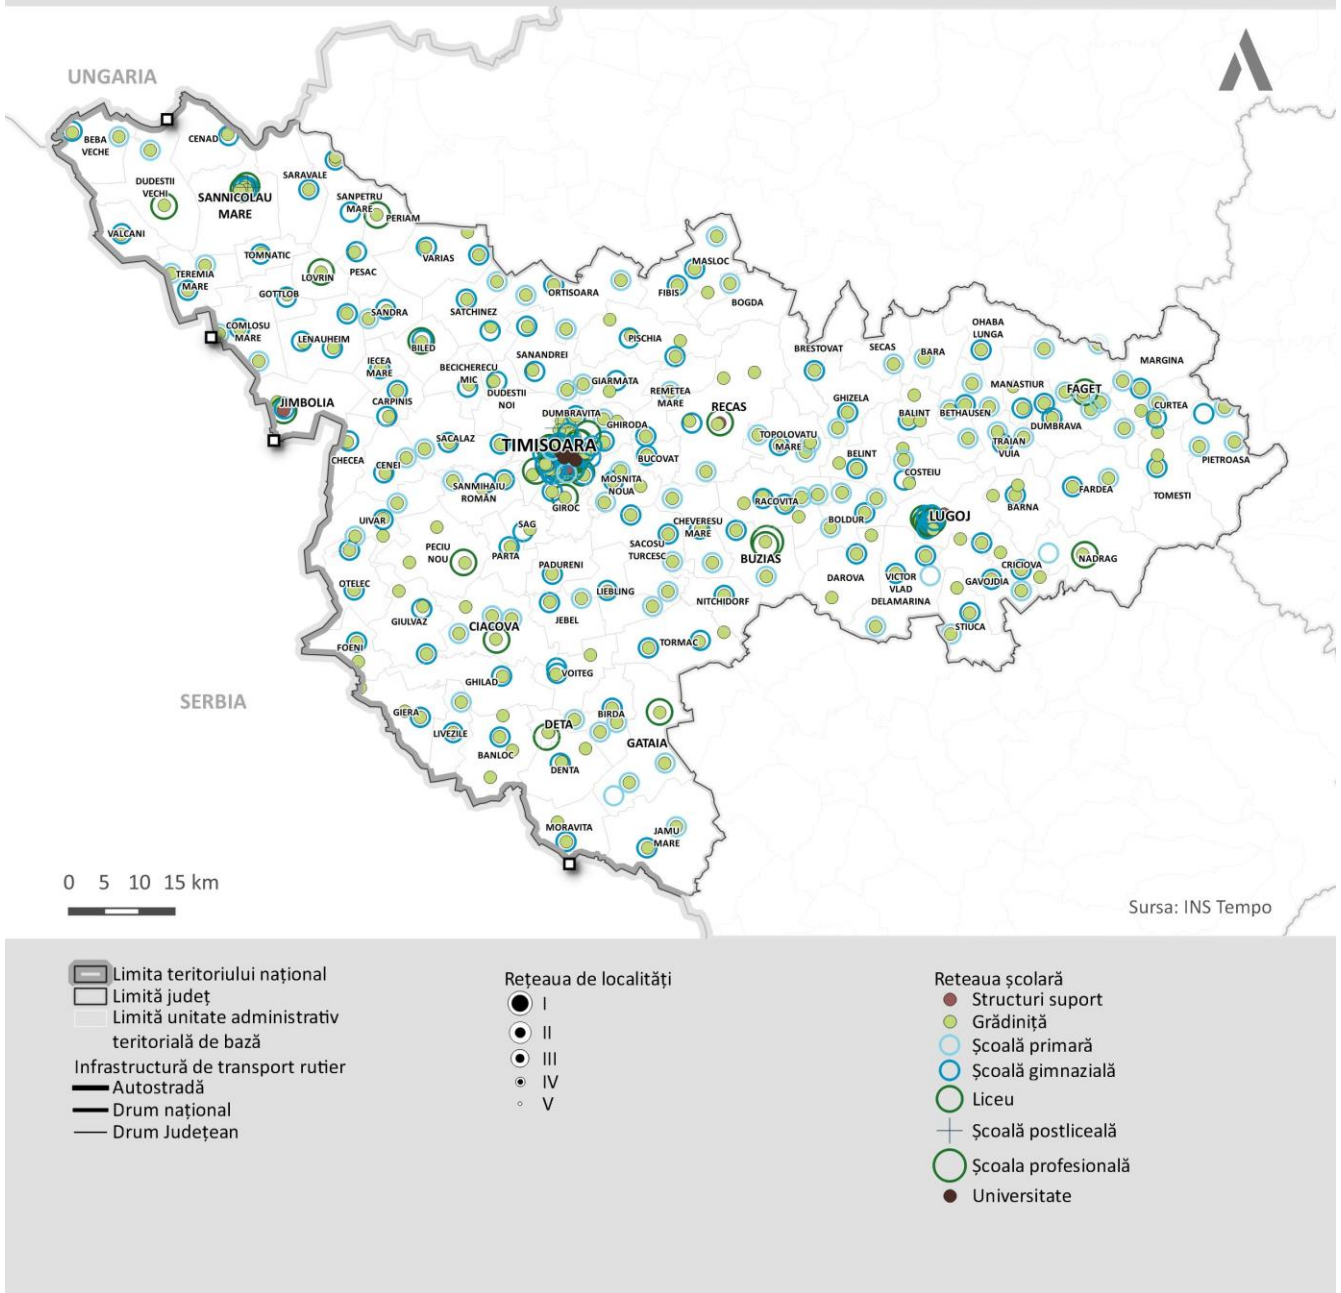 UNGARIA
BEBA
VECHE
CENAD
DUDESTII
VECHI
SANNICOLAU
MARE
SARAVALE
SANPETRU
MARE
PERIAM
VALCANI
TOMNATIC
LOVRIN
PESAC
VARIAS
TEREMIA
MARE
GOTTLOB
SANDRA
SATCHINEZ
ORTISOARA
FIBIS
MASLOC
BOGDA
COMLOSU
MARE
LENAUHEIM
BILED
IECEA
MARE
BECICHERECU
MIC
SANANDREI
PISCHIA
BRESTOVAT
SECAS
BARA
OHABA
LUNGA
MARGINA
JIMBOLIA
CARPINIS
DUDESTII
NOI
GIARMATA
REMETEA
MARE
RECAS
GHIZELA
BALINT
BETHAUSEN
MANASTIUR
FAGET
DUMBRAVA
CURTEA
DUMBRAVITA
GHIRODA
TIMISOARA
CHECEA
CENEI
SACALAZ
SANMIHAIU
ROMÂN
BUCOVAT
MOSNITA
NOUA
TOPOLOVATU
MARE
BELINT
COSTEIU
TRAIAN
VUIA
PIETROASA
FARDEA
TOMESTI
BARNA
GIROC
RACOVITA
BOLDUR
LUGOJ
UIVAR
SAG
PECIU
NOU
PARTA
SACOSU
TURCESC
CHEVERESU
MARE
BUZIAS
DAROVA
VICTOR
VLAD
DELAMARINA
GAVOJDIA
CRICIOVA
NADRAG
STIUCA
OTELEC
PADURENI
LIEBLING
NITCHIDORF
GIULVAZ
JEBEL
CIACOVA
FOENI
TORMAC
GHILAD
VOITEG
SERBIA
GIERA
LIVEZILE
BANLOC
DETA
BIRDA
GATAIA
DENTA
MORAVITA
JAMU
MARE
0 5 10 15 km
Sursa: INS Tempo
Limita teritoriului național
Limită județ
Limită unitate administrativ
teritorială de bază
Infrastructură de transport rutier
Autostradă
Drum național
Drum Județean
Rețeaua de localități
I
II
III
IV
V
Reteaua școlară
Structuri suport
Grădiniță
Școală primară
Școală gimnazială
Liceu
Școală postliceală
Școala profesională
Universitate